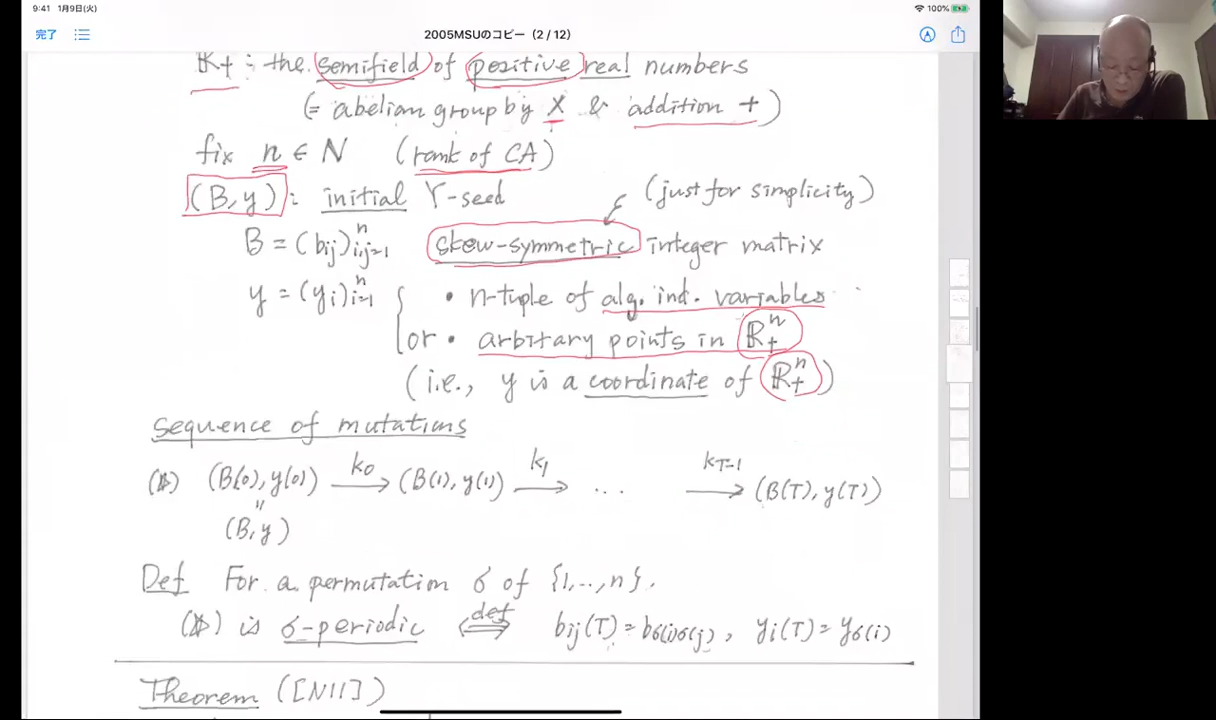 9:41 1月9日(火)
100%
完了
2005MSUのコピー (2 / 12)
ℝ+ : the semifield of positive real numbers
(= abelian group by × & addition +)
fix n ∈ N (rank of CA)
(B, y) : initial Y-seed (just for simplicity)
B = (bij)ⁿi,j=1 skew-symmetric integer matrix
y = (yi)ⁿi=1 { • n-tuple of alg. ind. variables
or • arbitrary points in ℝ+ⁿ
(i.e., y is a coordinate of ℝ+ⁿ)
sequence of mutations
(☆) (B(0), y(0)) —k0→ (B(1), y(1)) —k1→ ... —kT-1→ (B(T), y(T))
"
(B, y)
Def For a permutation σ of {1,..,n},
(☆) is σ-periodic ⇔def bij(T) = bσ(i)σ(j), yi(T) = yσ(i)
Theorem ([N11])